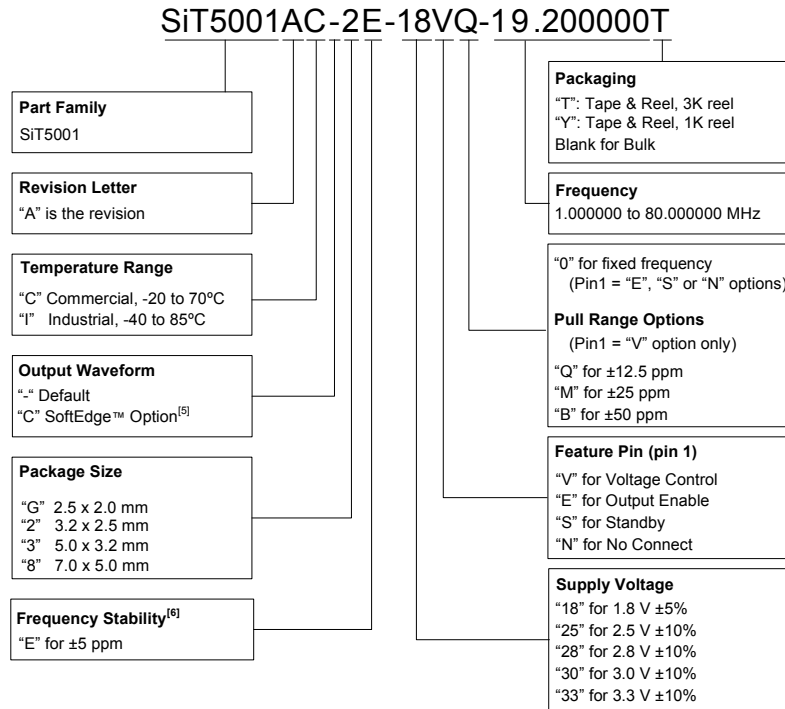 SiT5001AC-2E-18VQ-19.200000T
Part Family
SiT5001
Revision Letter
“A” is the revision
Temperature Range
“C” Commercial, -20 to 70ºC
“I” Industrial, -40 to 85ºC
Output Waveform
“-“ Default
“C” SoftEdge™ Option[5]
Package Size
“G” 2.5 x 2.0 mm
“2” 3.2 x 2.5 mm
“3” 5.0 x 3.2 mm
“8” 7.0 x 5.0 mm
Frequency Stability[6]
“E” for ±5 ppm
Packaging
“T”: Tape & Reel, 3K reel
“Y”: Tape & Reel, 1K reel
Blank for Bulk
Frequency
1.000000 to 80.000000 MHz
“0” for fixed frequency
(Pin1 = “E”, “S” or “N” options)
Pull Range Options
(Pin1 = “V” option only)
“Q” for ±12.5 ppm
“M” for ±25 ppm
“B” for ±50 ppm
Feature Pin (pin 1)
“V” for Voltage Control
“E” for Output Enable
“S” for Standby
“N” for No Connect
Supply Voltage
“18” for 1.8 V ±5%
“25” for 2.5 V ±10%
“28” for 2.8 V ±10%
“30” for 3.0 V ±10%
“33” for 3.3 V ±10%